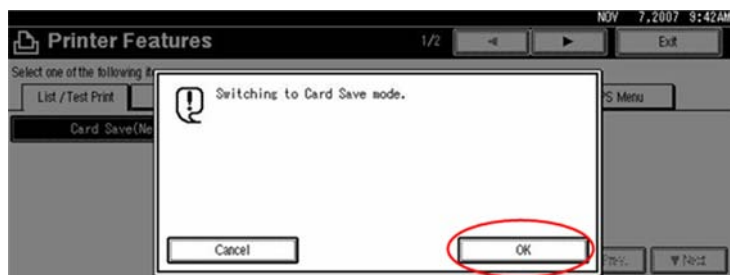 NOV 7,2007 9:42AM
Printer Features
1/2
Exit
Select one of the following
List / Test Print
PS Menu
Card Save(Ne
Switching to Card Save mode.
Cancel
OK
Prev.
▼ Next